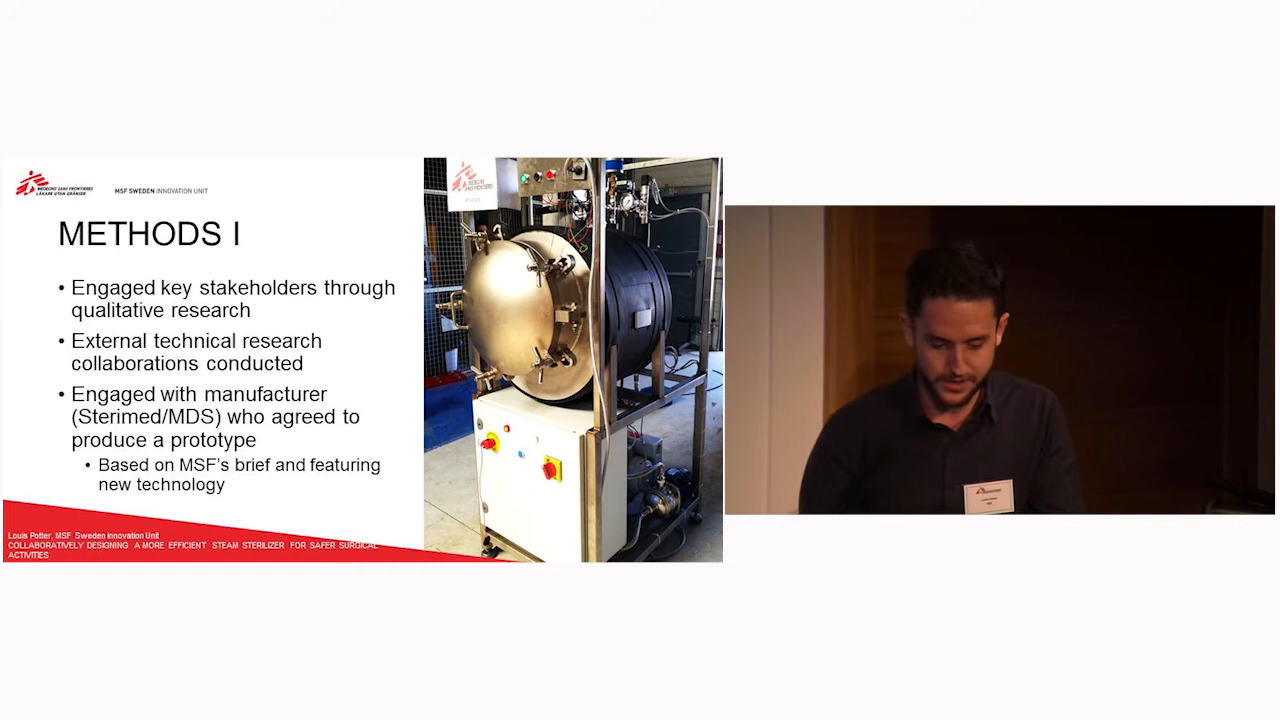 MEDECINS SANS FRONTIERES
LÄKARE UTAN GRÄNSER
MSF SWEDEN INNOVATION UNIT
METHODS I
• Engaged key stakeholders through
qualitative research
• External technical research
collaborations conducted
• Engaged with manufacturer
(Sterimed/MDS) who agreed to
produce a prototype
• Based on MSF's brief and featuring
new technology
Louis Potter, MSF Sweden Innovation Unit
COLLABORATIVELY DESIGNING A MORE EFFICIENT STEAM STERILIZER FOR SAFER SURGICAL
ACTIVITIES